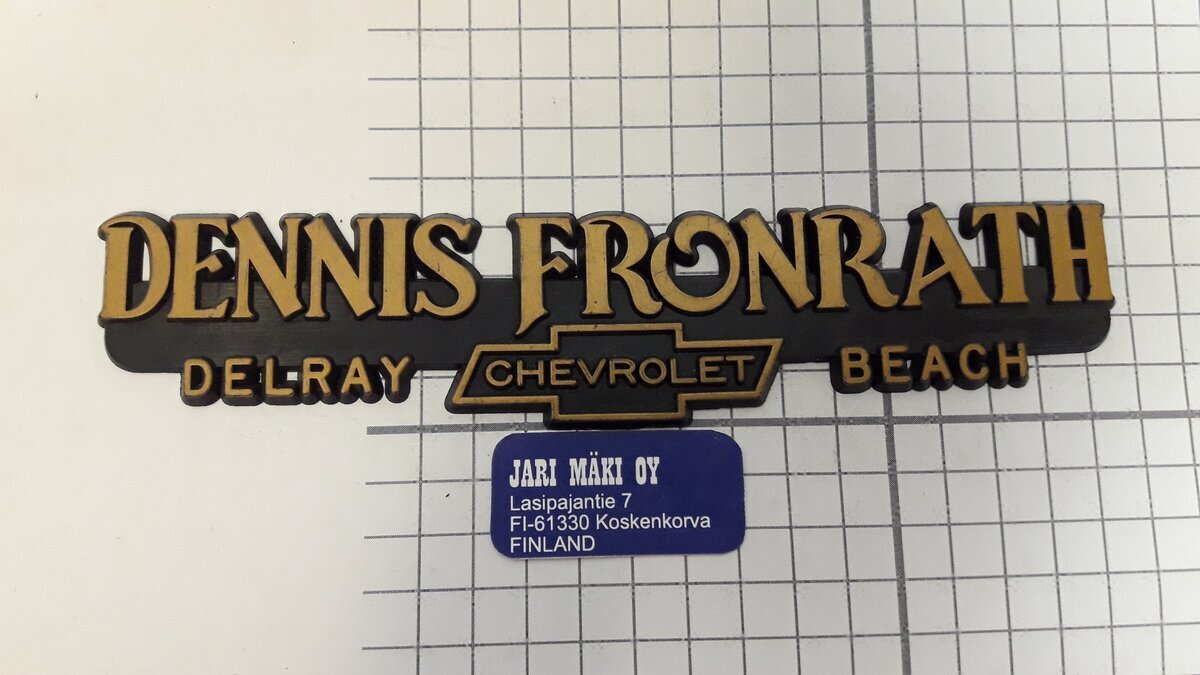 DENNIS FRONRATH
DELRAY CHEVROLET BEACH
JARI MÄKI OY
Lasipajantie 7
FI-61330 Koskenkorva
FINLAND